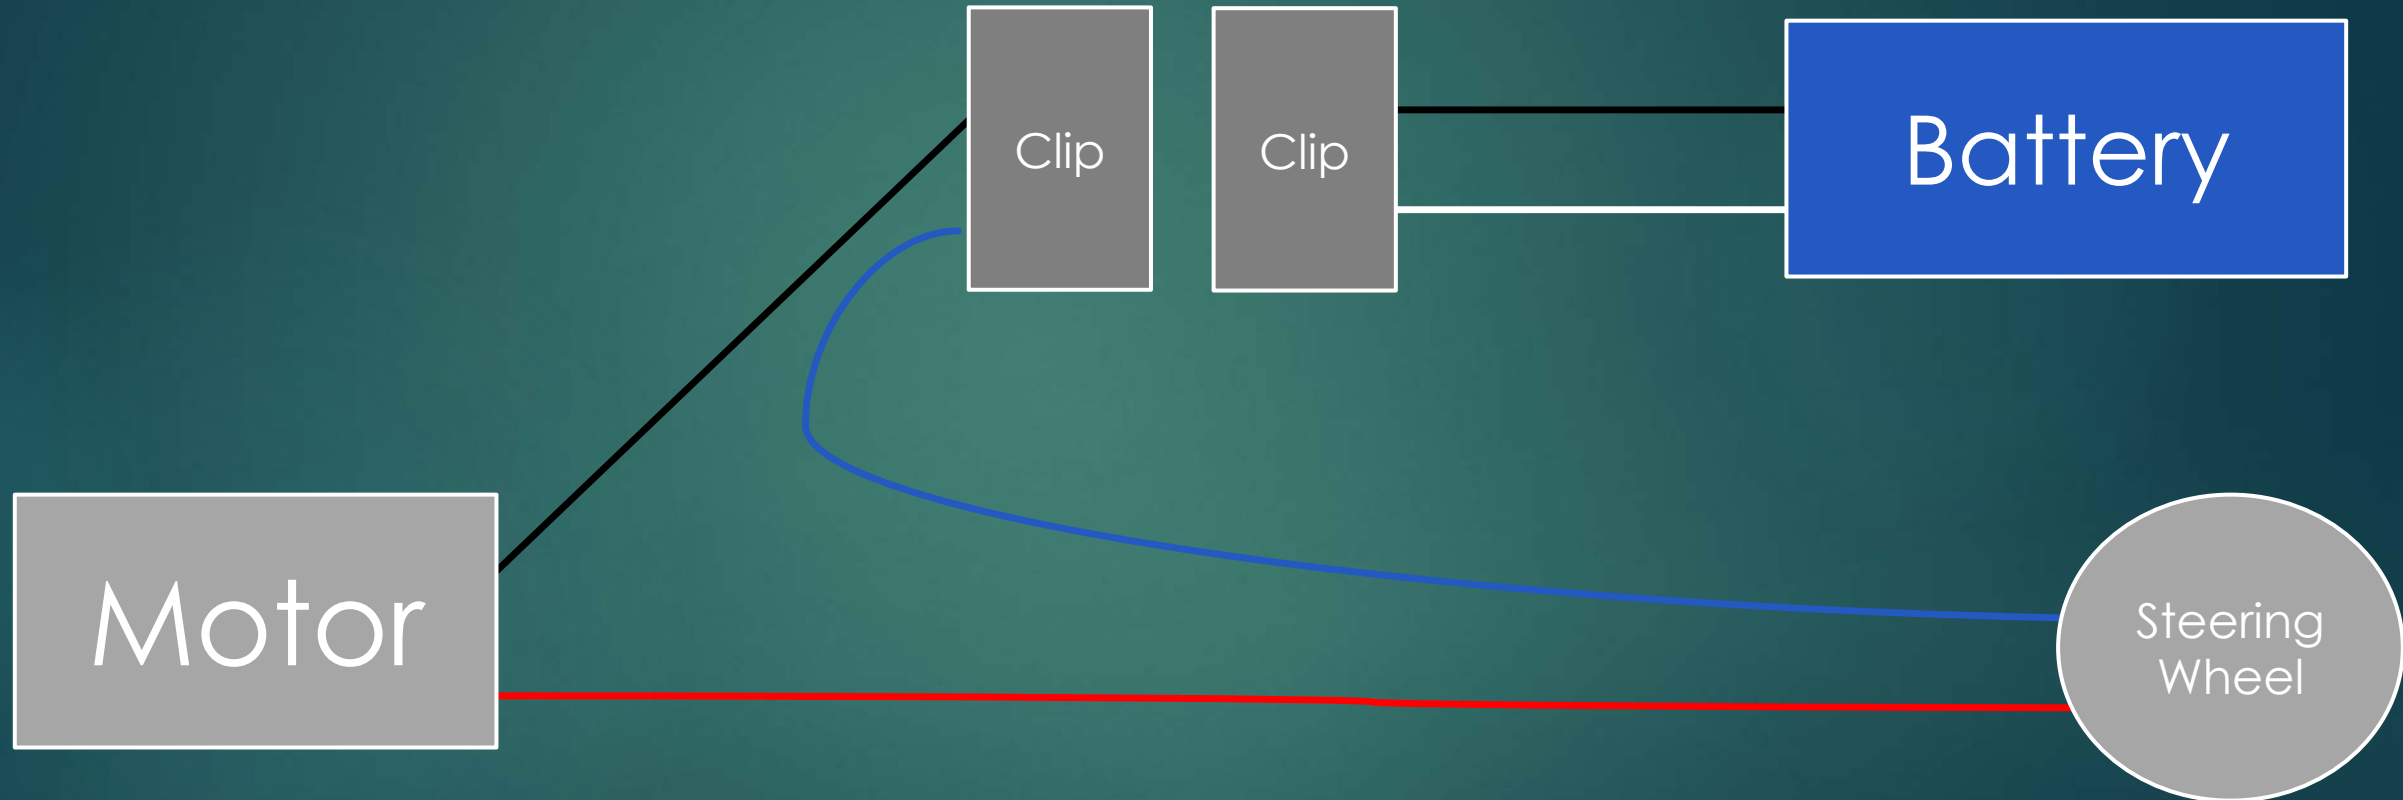 Clip
Clip
Battery
Motor
Steering
Wheel